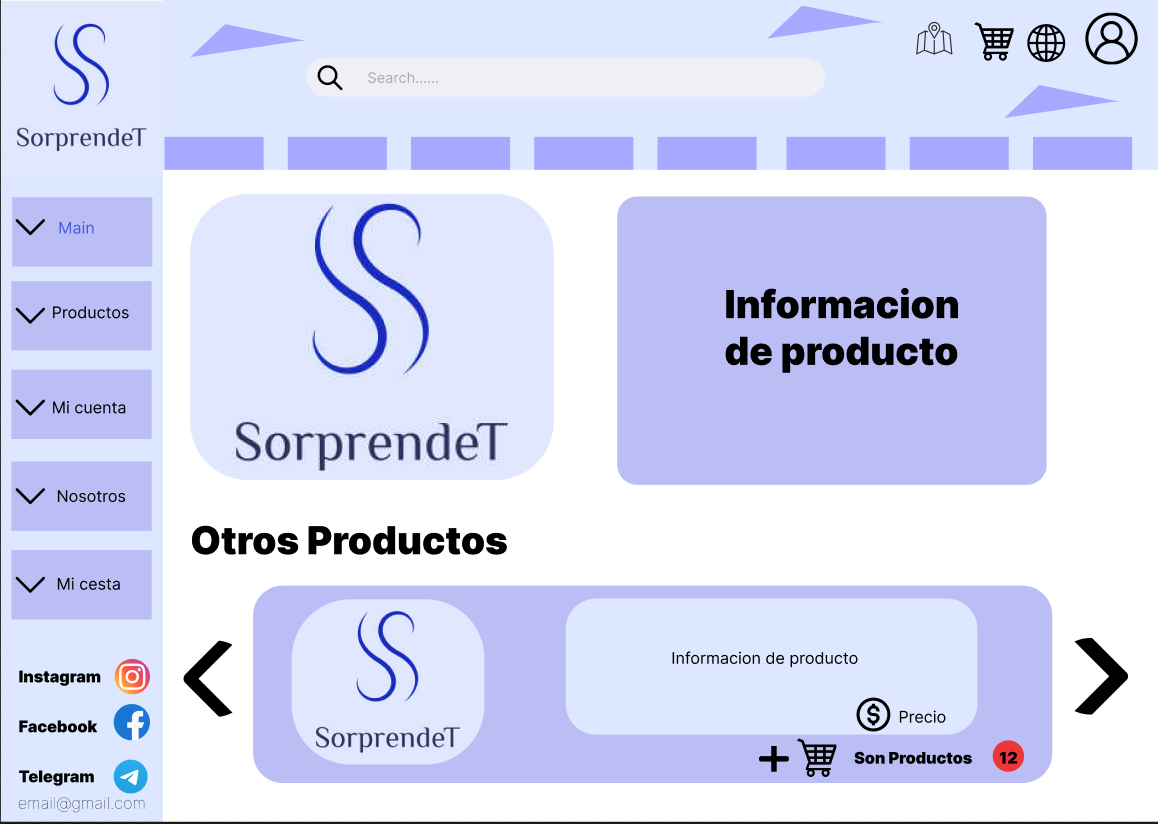 SorprendeT
Search......
Main
Productos
Mi cuenta
Nosotros
Mi cesta
Instagram
Facebook
Telegram
email@gmail.com
SorprendeT
Informacion
de producto
Otros Productos
SorprendeT
Informacion de producto
$ Precio
Son Productos 12